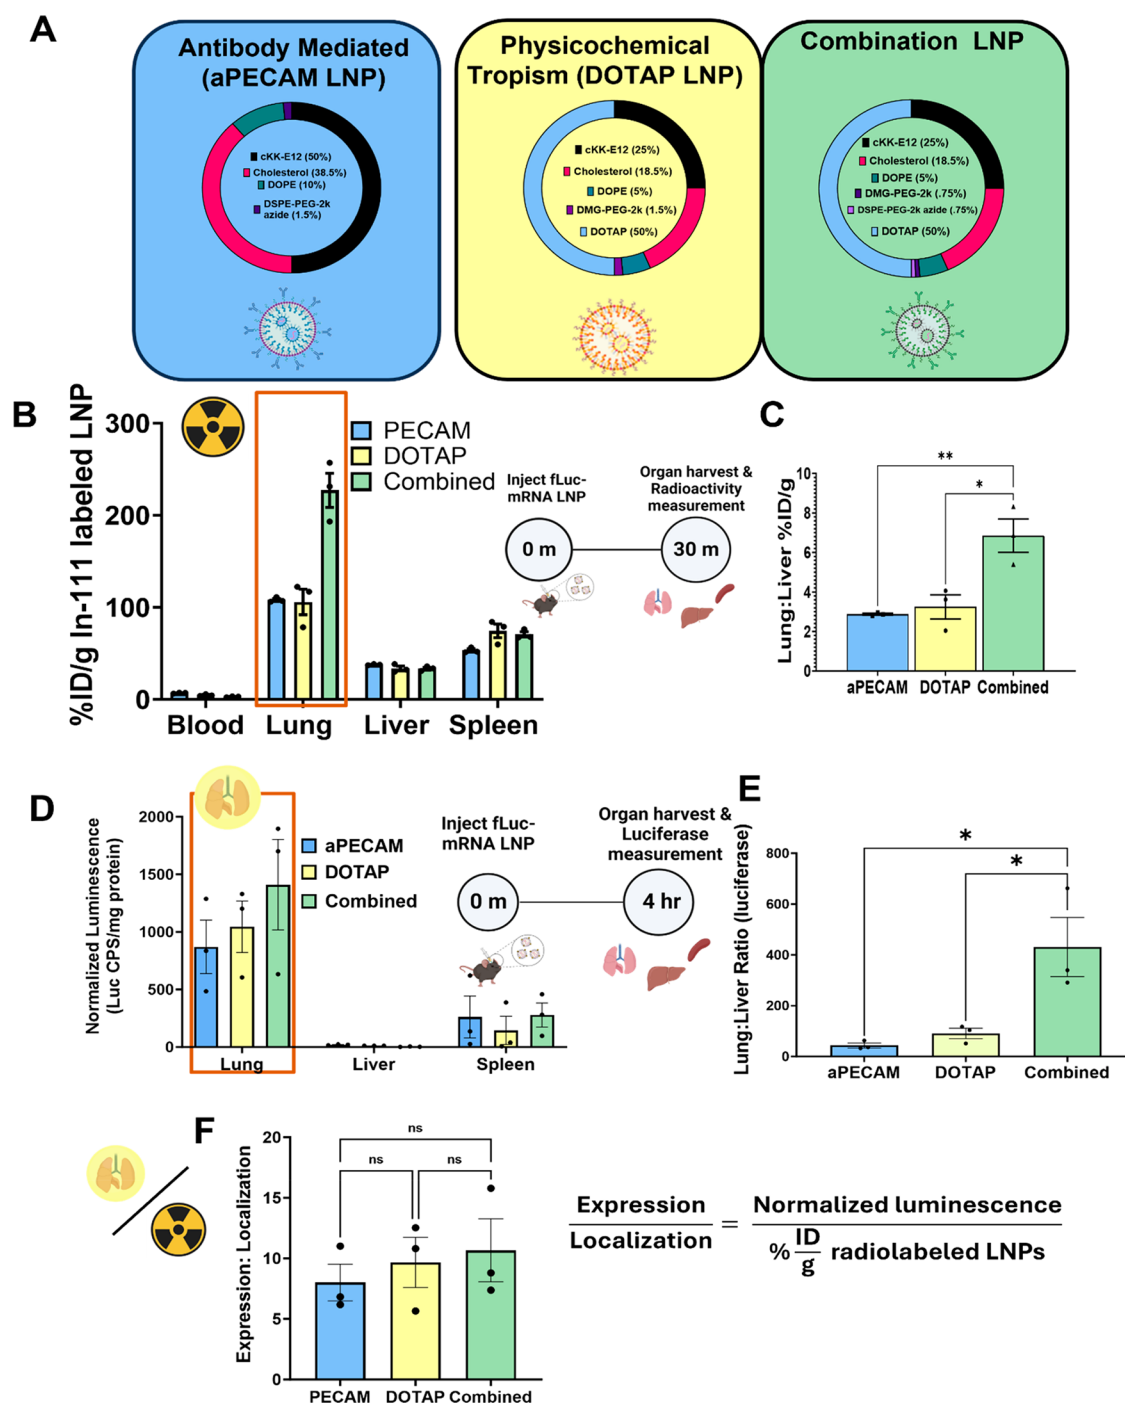 A
Antibody Mediated
(aPECAM LNP)
cKK-E12 (50%)
Cholesterol (38.5%)
DOPE (10%)
DSPE-PEG-2k
azide (1.5%)
Physicochemical
Tropism (DOTAP LNP)
cKK-E12 (25%)
Cholesterol (18.5%)
DOPE (5%)
DMG-PEG-2k (1.5%)
DOTAP (50%)
Combination LNP
cKK-E12 (25%)
Cholesterol (18.5%)
DOPE (5%)
DMG-PEG-2k (.75%)
DSPE-PEG-2k azide (.75%)
DOTAP (50%)
B
%ID/g In-111 labeled LNP
300
200
100
0
Blood
Lung
Liver
Spleen
PECAM
DOTAP
Combined
Inject fLuc-
mRNA LNP
0 m
Organ harvest &
Radioactivity
measurement
30 m
C
Lung:Liver %ID/g
10
8
6
4
2
0
**
*
aPECAM
DOTAP
Combined
D
Normalized Luminescence
(Luc CPS/mg protein)
2000
1500
1000
500
0
Lung
Liver
Spleen
aPECAM
DOTAP
Combined
Inject fLuc-
mRNA LNP
0 m
Organ harvest &
Luciferase
measurement
4 hr
E
Lung:Liver Ratio (luciferase)
800
600
400
200
0
*
*
aPECAM
DOTAP
Combined
F
Expression: Localization
20
15
10
5
0
ns
ns
ns
PECAM
DOTAP
Combined
Expression
Localization
=
Normalized luminescence
% ID/g radiolabeled LNPs